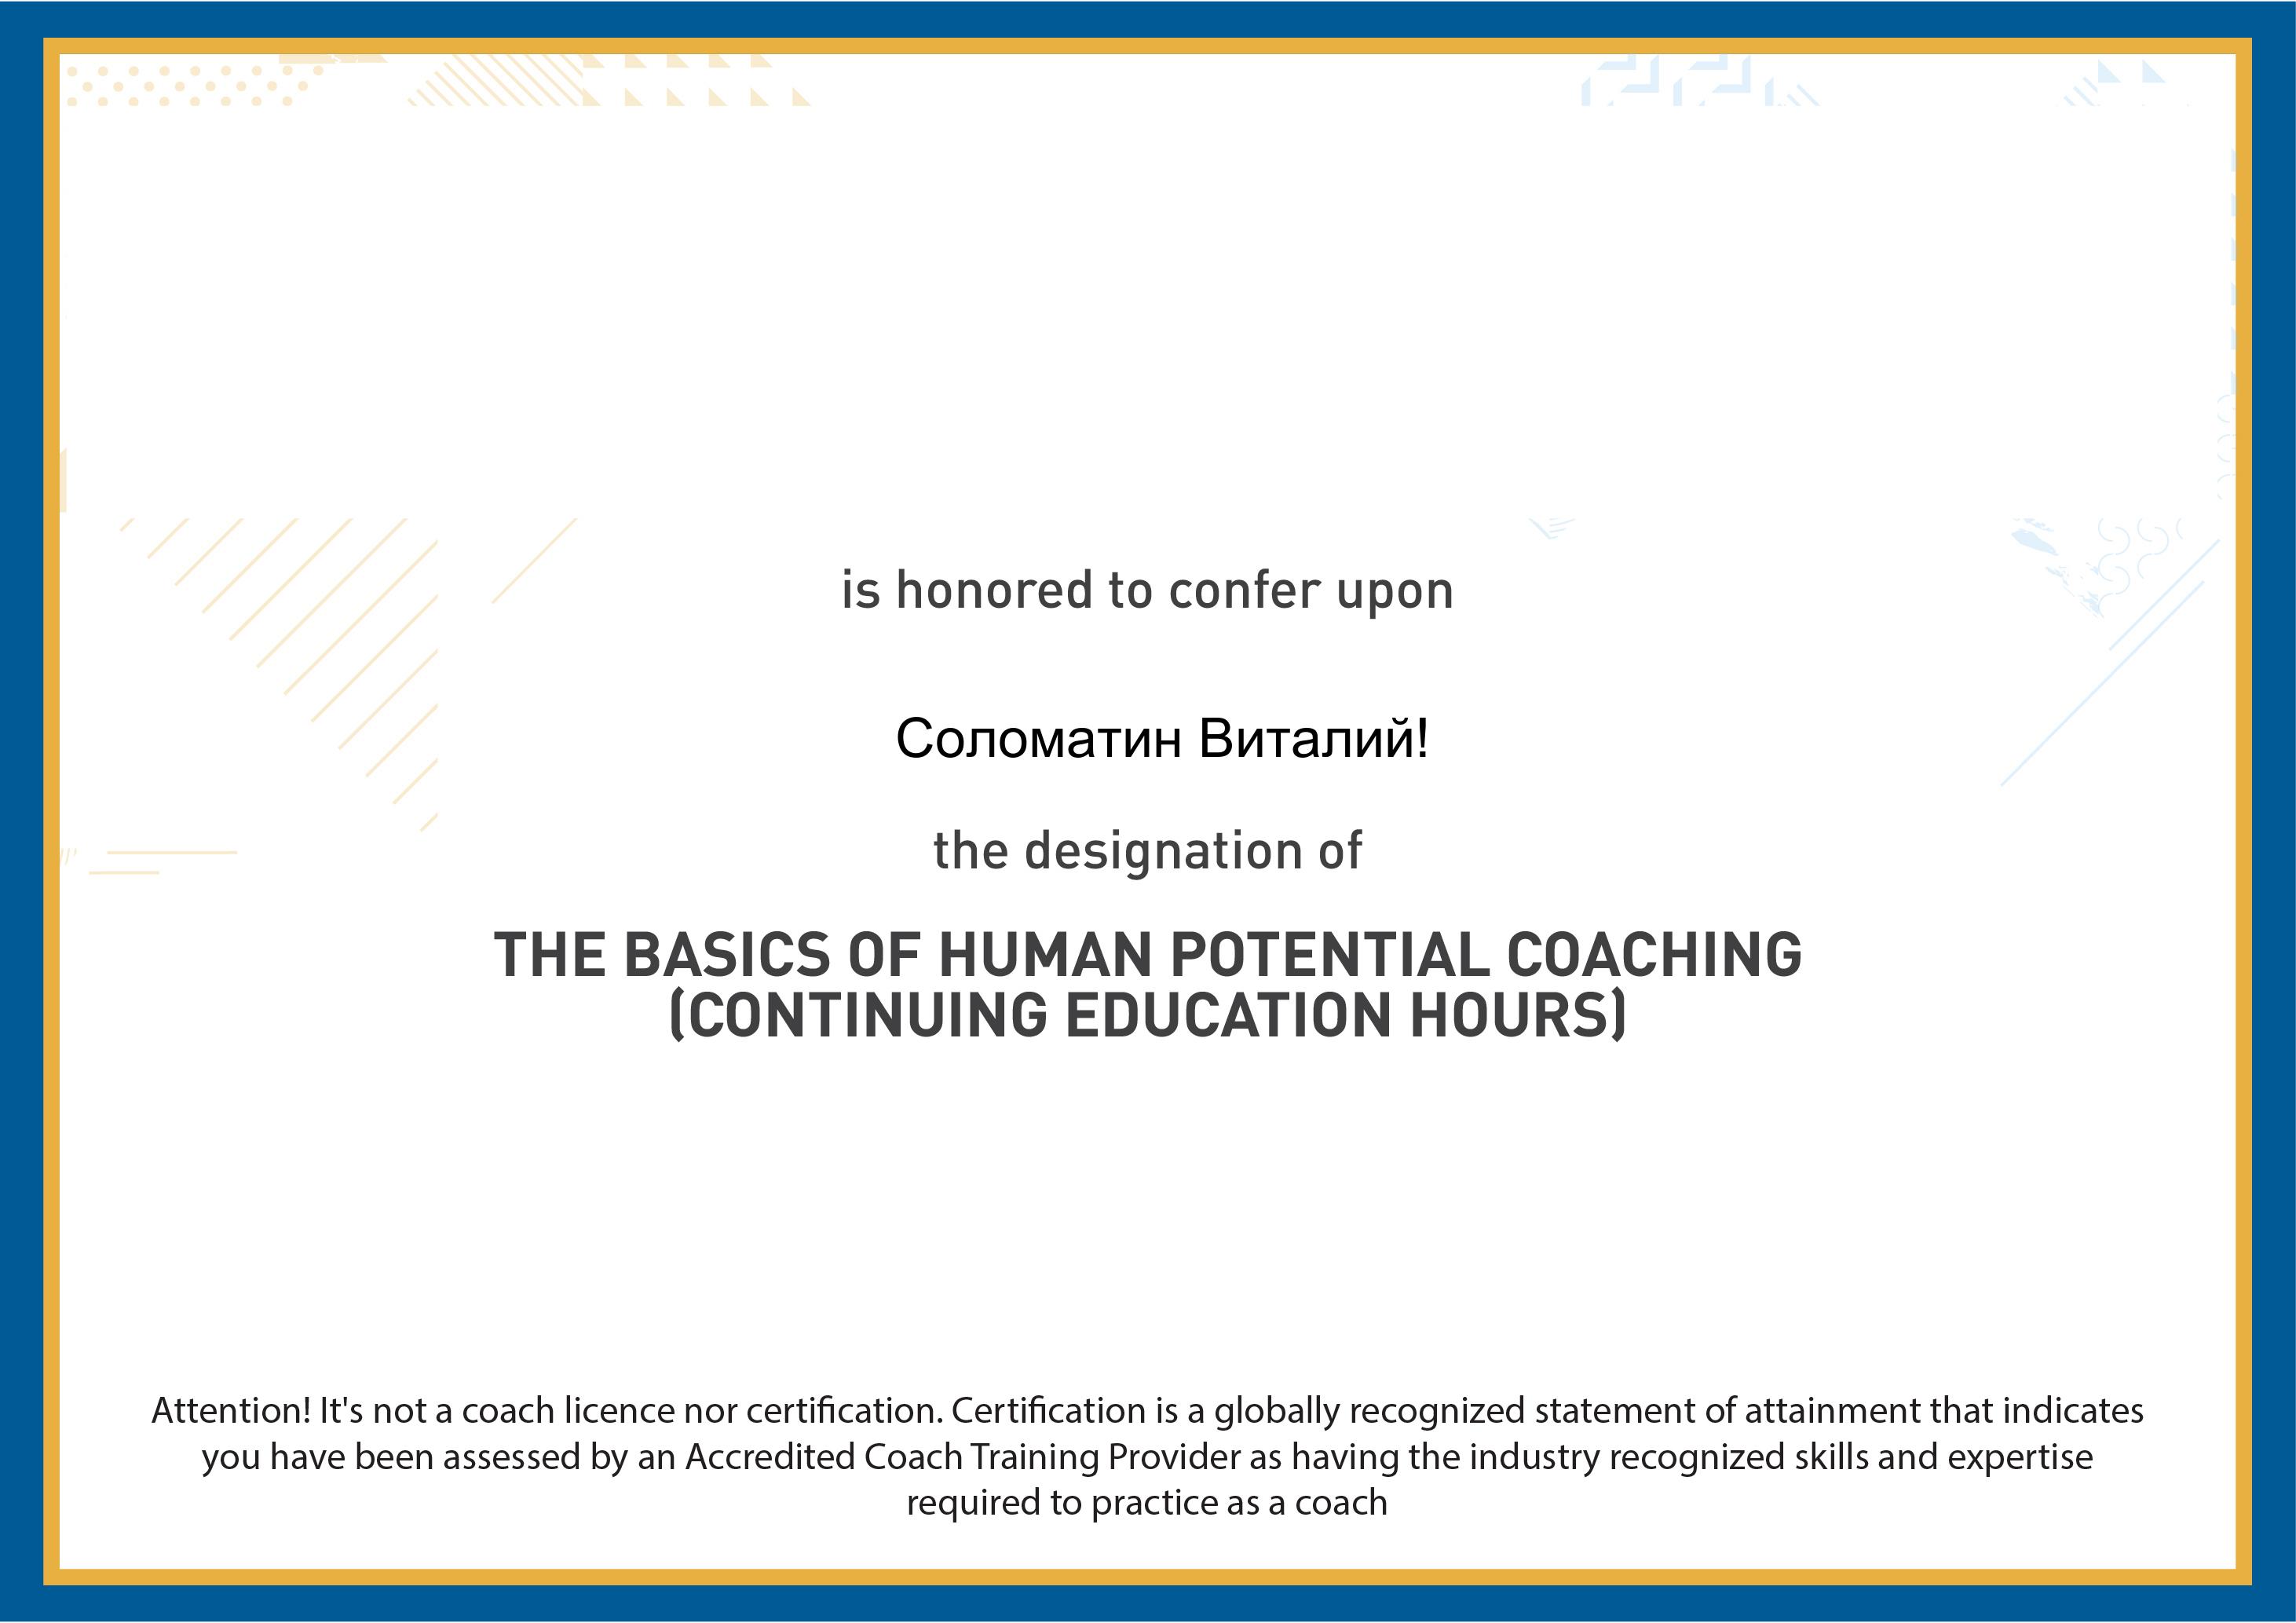 is honored to confer upon
Соломатин Виталий!
the designation of
THE BASICS OF HUMAN POTENTIAL COACHING
(CONTINUING EDUCATION HOURS)
Attention! It's not a coach licence nor certification. Certification is a globally recognized statement of attainment that indicates
you have been assessed by an Accredited Coach Training Provider as having the industry recognized skills and expertise
required to practice as a coach